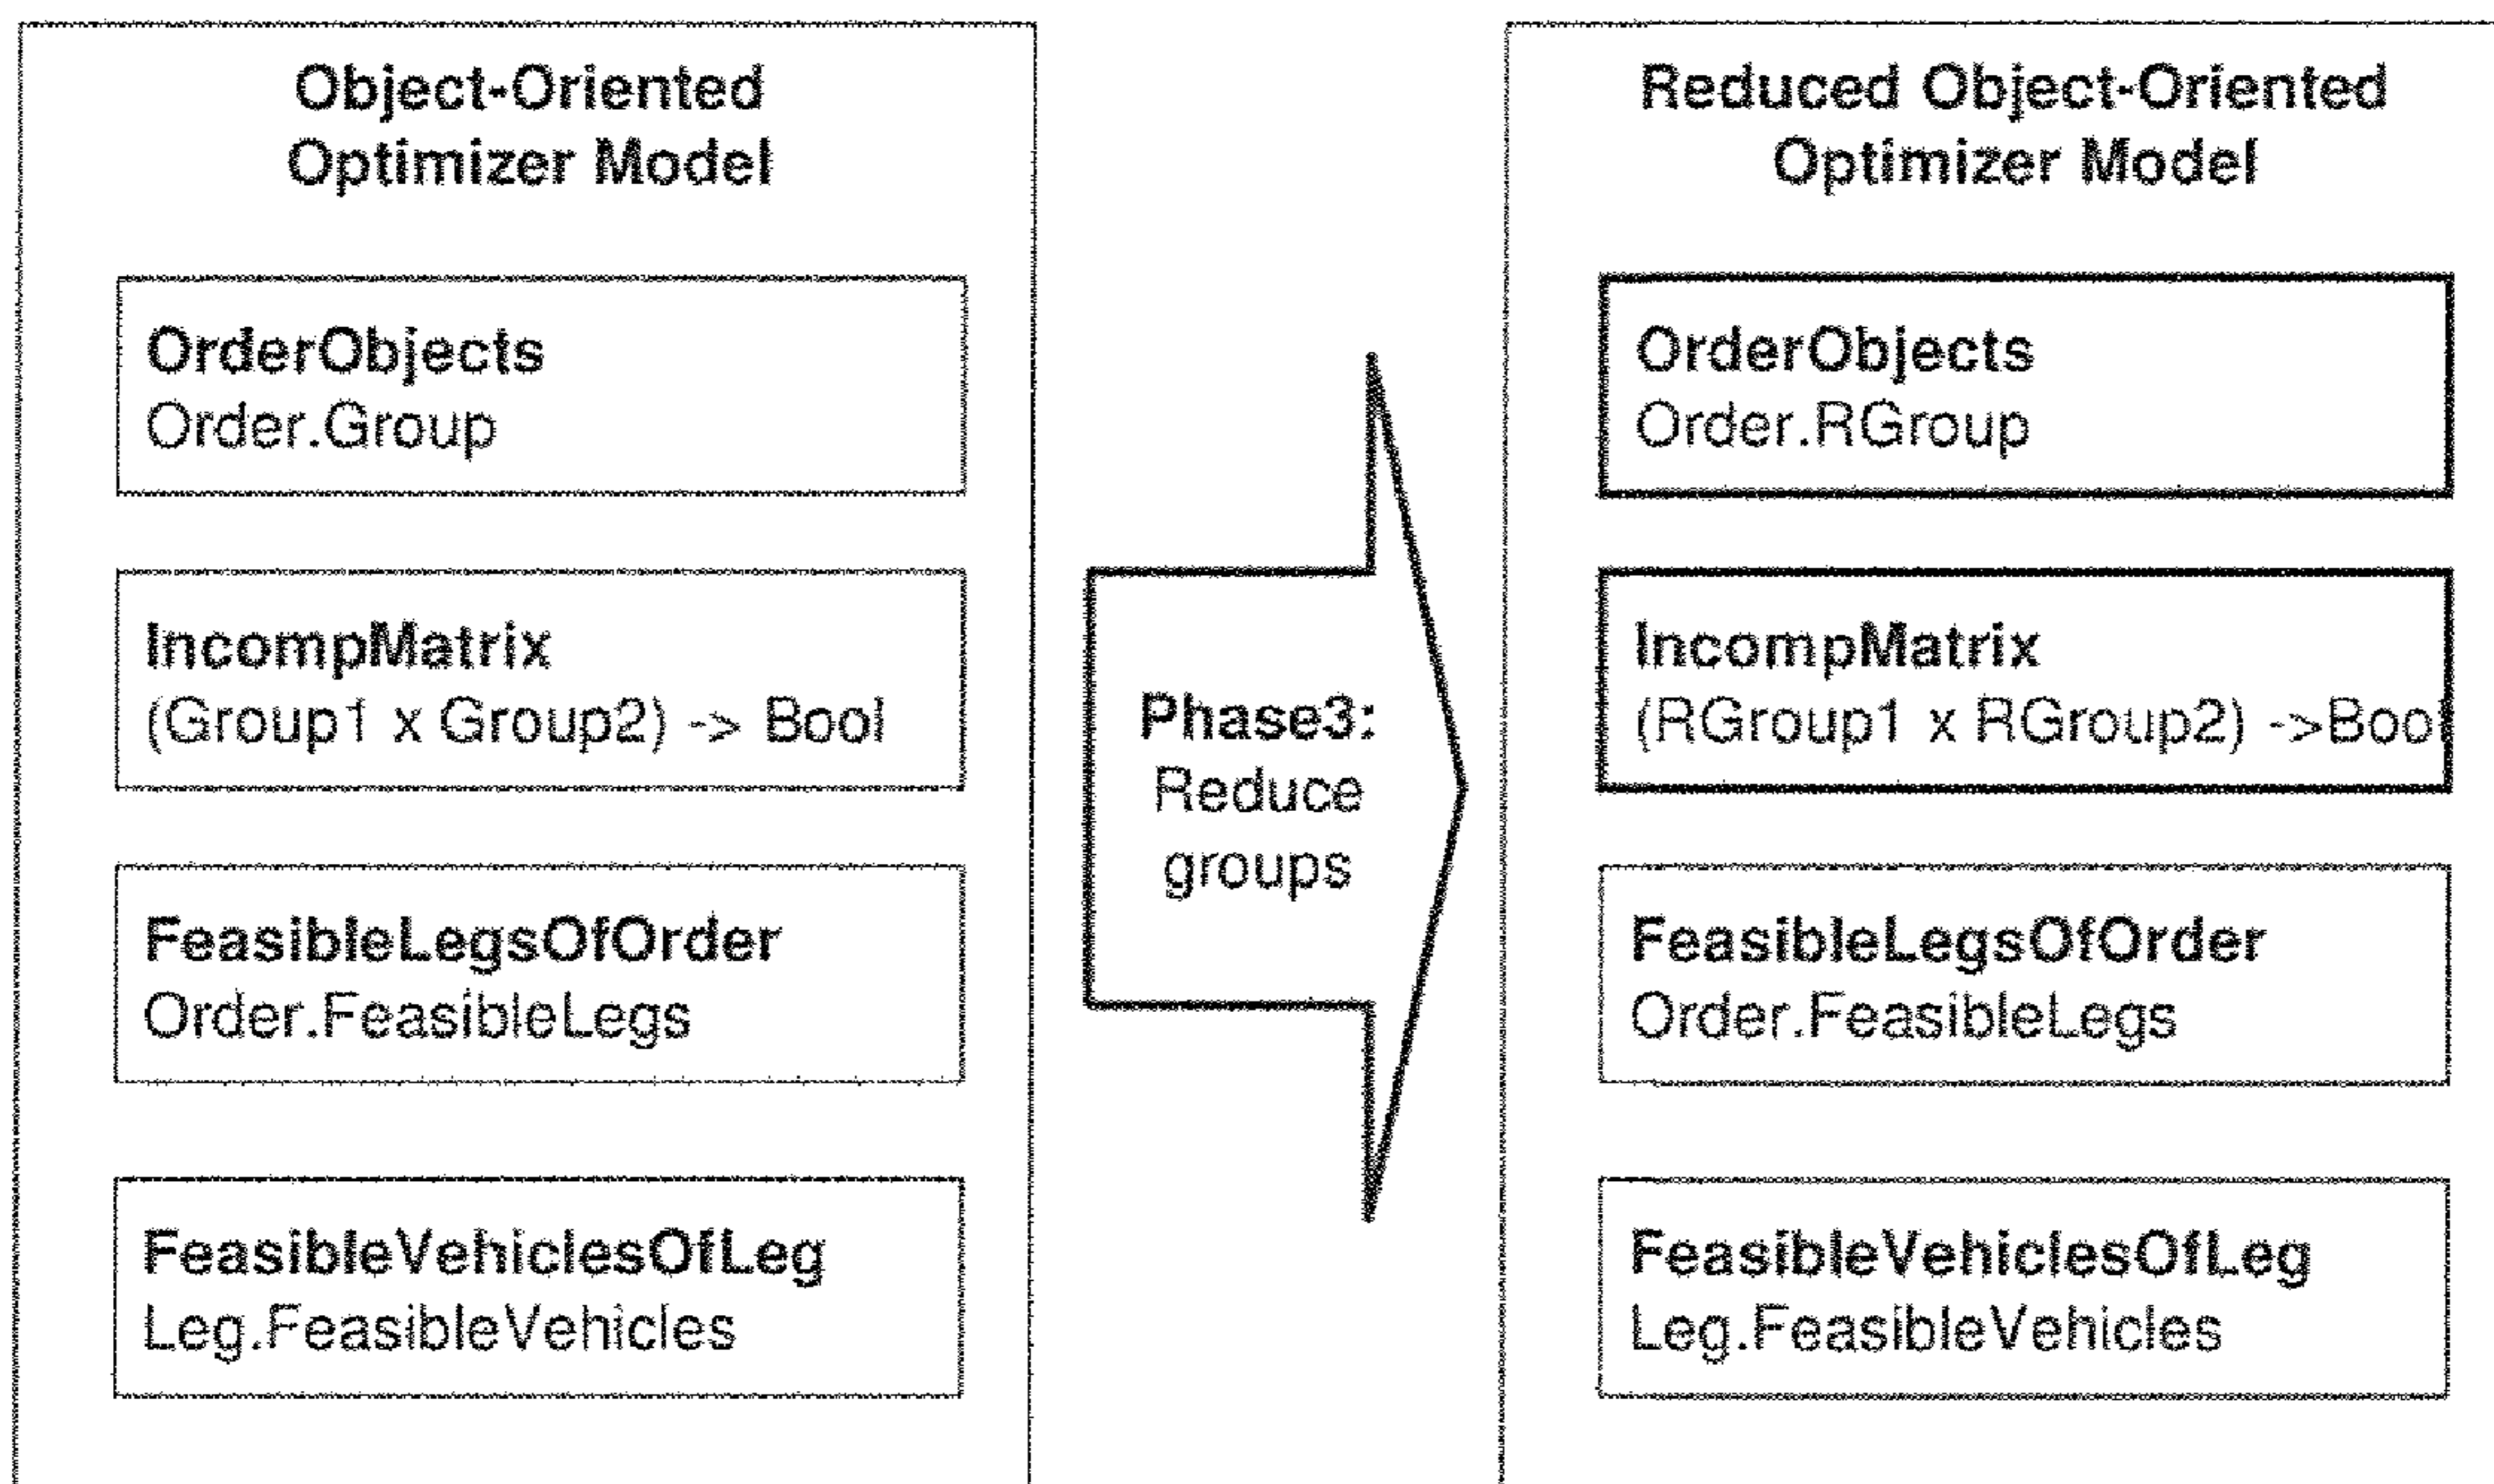 Object-Oriented
Optimizer Model
OrderObjects
Order.Group
IncompMatrix
(Group1 x Group2) -> Bool
FeasibleLegsOfOrder
Order.FeasibleLegs
FeasibleVehiclesOfLeg
Leg.FeasibleVehicles
Phase3:
Reduce
groups
Reduced Object-Oriented
Optimizer Model
OrderObjects
Order.RGroup
IncompMatrix
(RGroup1 x RGroup2) ->Bool
FeasibleLegsOfOrder
Order.FeasibleLegs
FeasibleVehiclesOfLeg
Leg.FeasibleVehicles